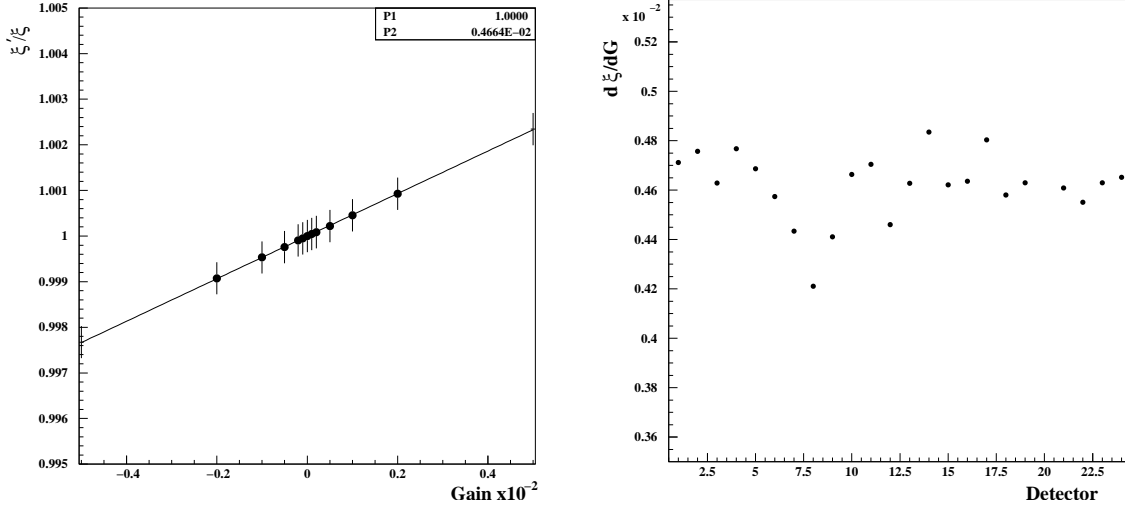 P1 1.0000
P2 0.4664E-02
ξ′/ξ
1.005
1.004
1.003
1.002
1.001
1
0.999
0.998
0.997
0.996
0.995
−0.4 −0.2 0 0.2 0.4
Gain x10⁻²
x 10⁻²
d ξ/dG
0.52
0.5
0.48
0.46
0.44
0.42
0.4
0.38
0.36
2.5 5 7.5 10 12.5 15 17.5 20 22.5
Detector